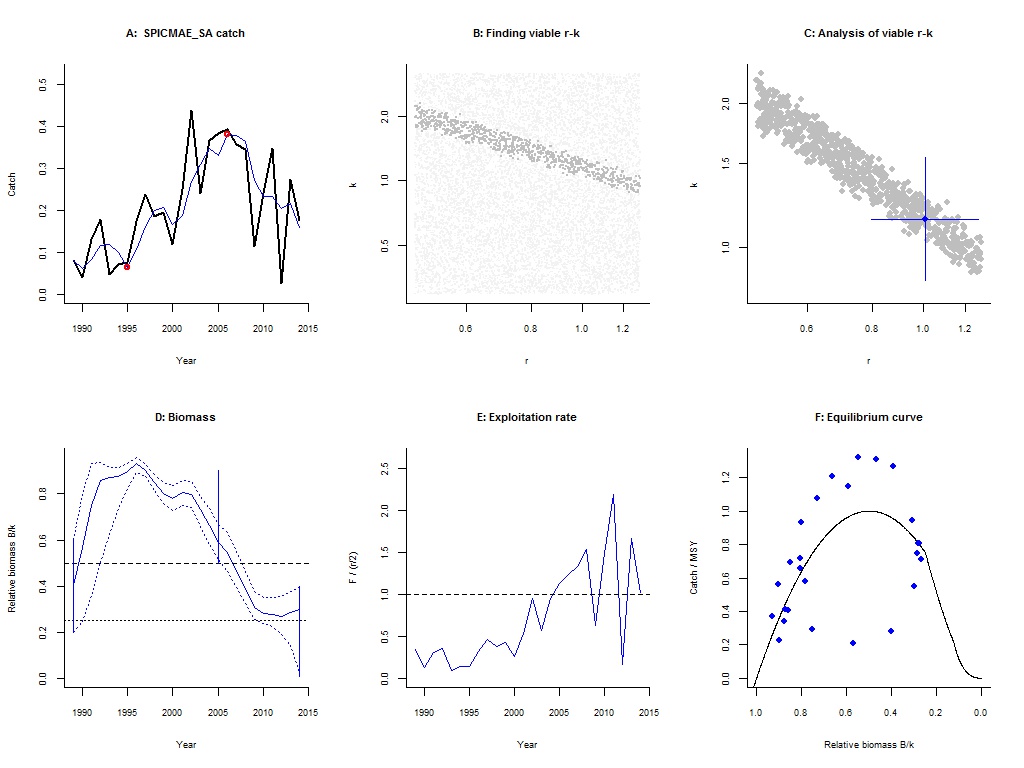 A: SPICMAE_SA catch
Catch
0.0 0.1 0.2 0.3 0.4 0.5
1990 1995 2000 2005 2010 2015
Year
B: Finding viable r-k
k
0.5 1.0 2.0
0.6 0.8 1.0 1.2
r
C: Analysis of viable r-k
k
1.0 1.5 2.0
0.6 0.8 1.0 1.2
r
D: Biomass
Relative biomass B/k
0.0 0.2 0.4 0.6 0.8
1990 1995 2000 2005 2010 2015
Year
E: Exploitation rate
F / (r/2)
0.0 0.5 1.0 1.5 2.0 2.5
1990 1995 2000 2005 2010 2015
Year
F: Equilibrium curve
Catch / MSY
0.0 0.2 0.4 0.6 0.8 1.0 1.2
1.0 0.8 0.6 0.4 0.2 0.0
Relative biomass B/k